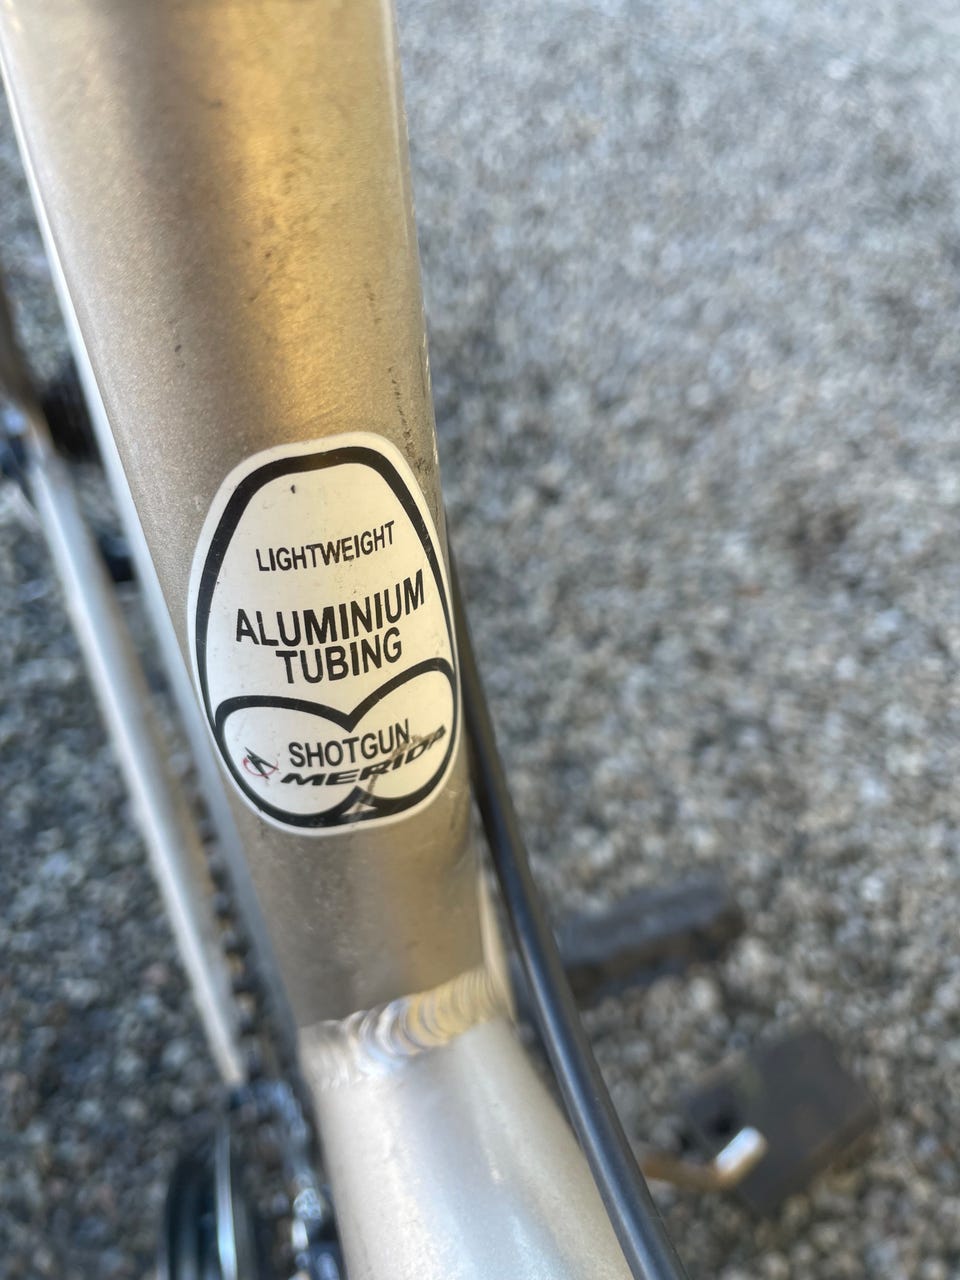 LIGHTWEIGHT
ALUMINIUM
TUBING
SHOTGUN
MERIDA